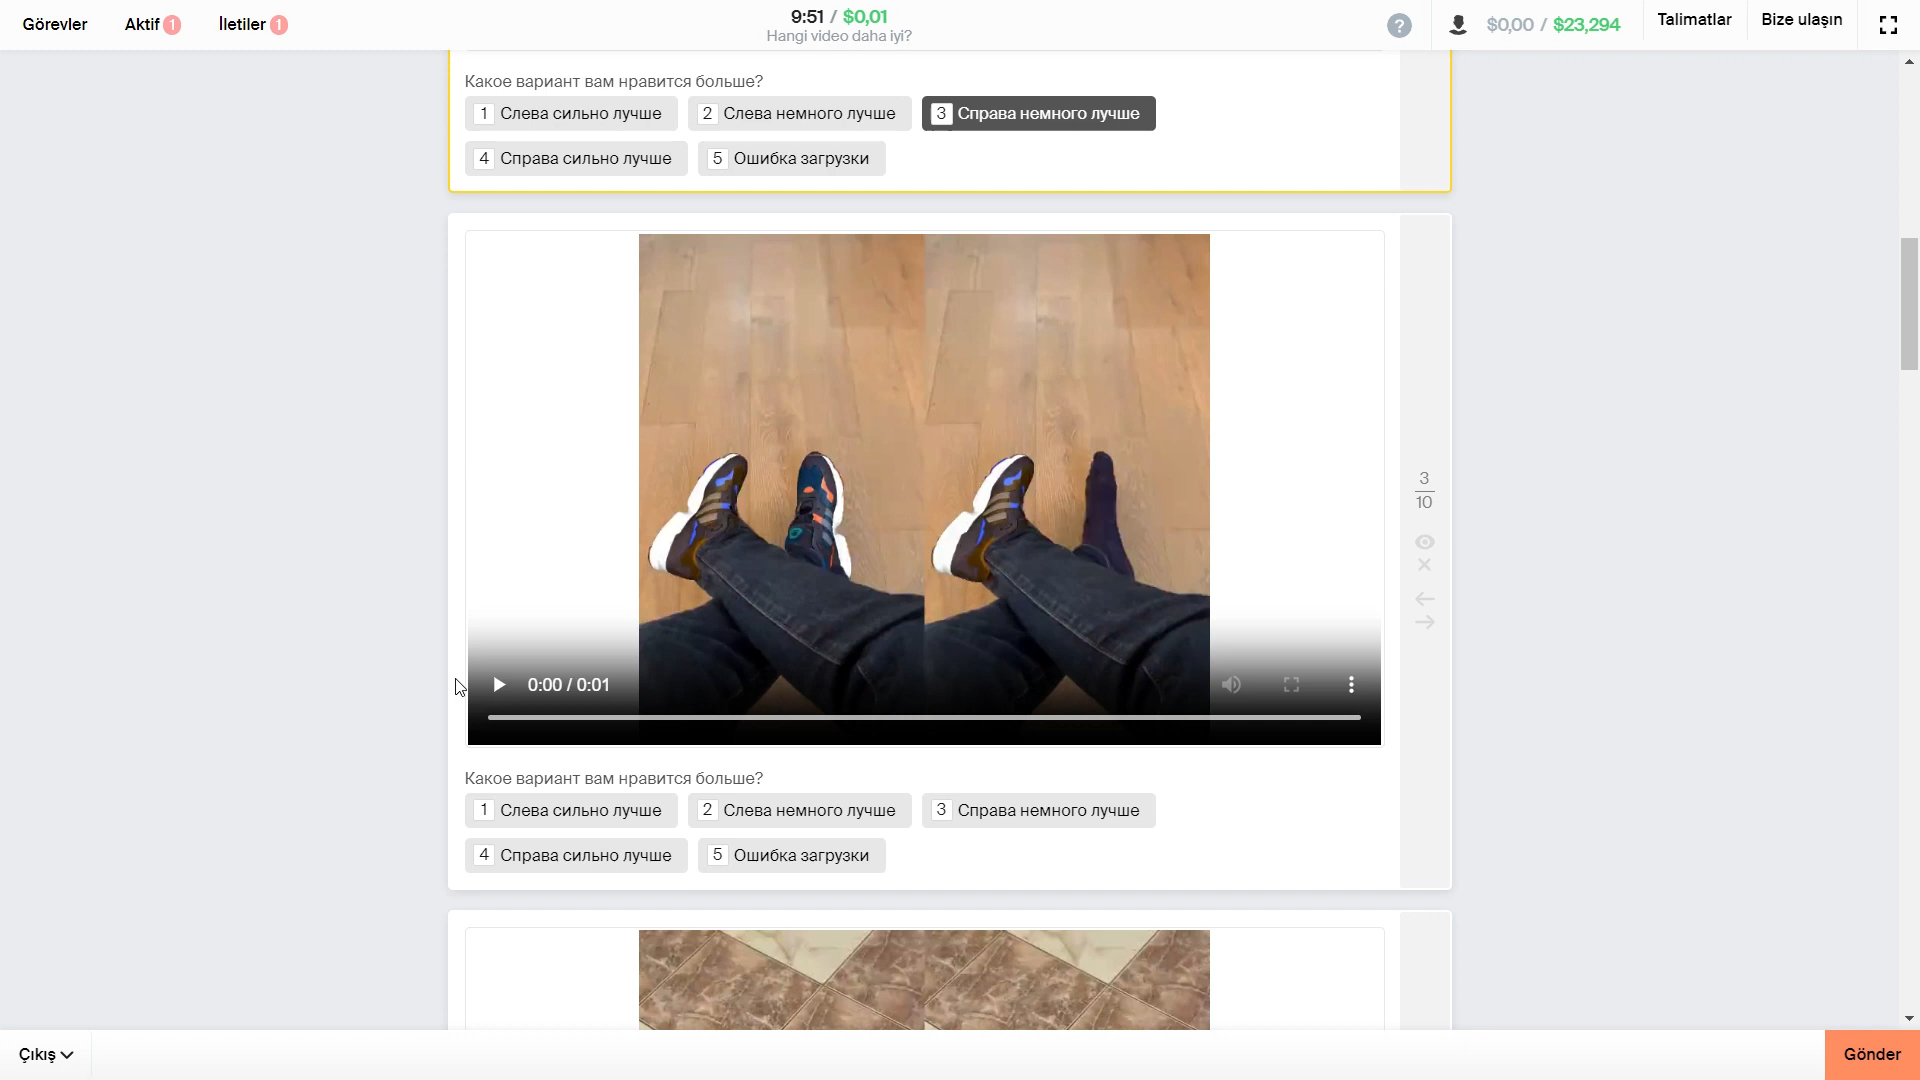 Görevler
Aktif 1
İletiler 1
9:51 / $0,01
Hangi video daha iyi?
?
$0,00 / $23,294
Talimatlar
Bize ulaşın
Какое вариант вам нравится больше?
1 Слева сильно лучше
2 Слева немного лучше
3 Справа немного лучше
4 Справа сильно лучше
5 Ошибка загрузки
0:00 / 0:01
3
10
Какое вариант вам нравится больше?
1 Слева сильно лучше
2 Слева немного лучше
3 Справа немного лучше
4 Справа сильно лучше
5 Ошибка загрузки
Çıkış
Gönder